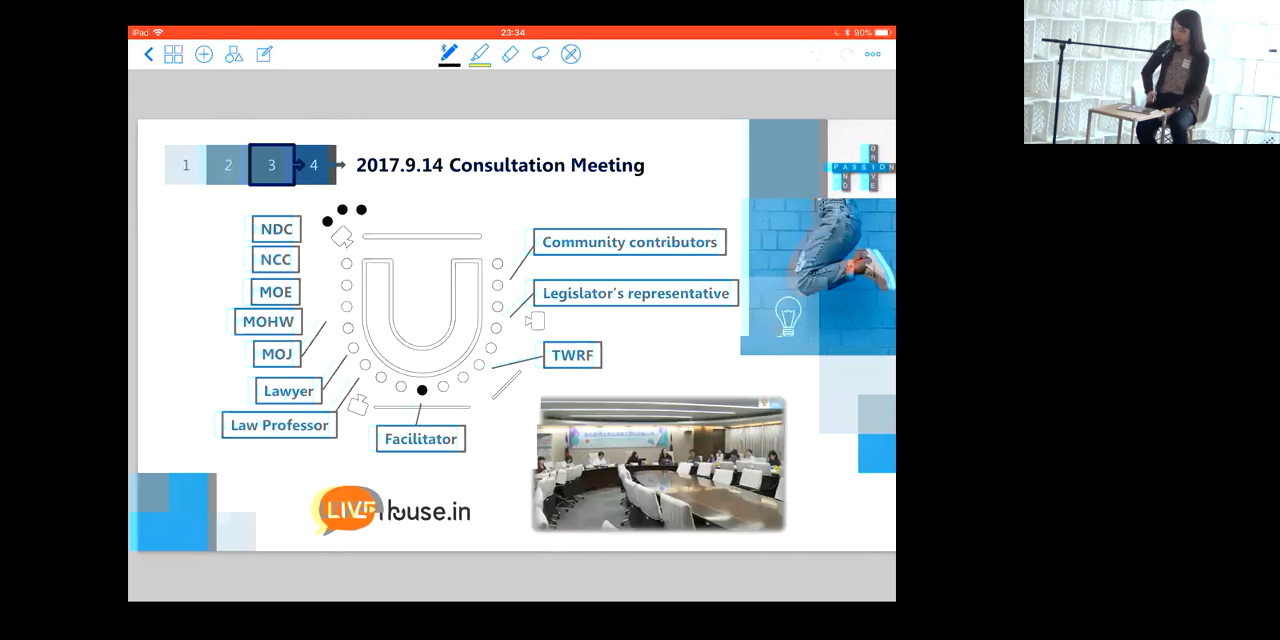 iPad
23:34
90%
1
2
3
4
2017.9.14 Consultation Meeting
DRIVE
PASSION
AND
NDC
NCC
MOE
MOHW
MOJ
Lawyer
Law Professor
Facilitator
Community contributors
Legislator's representative
TWRF
LIVE house.in